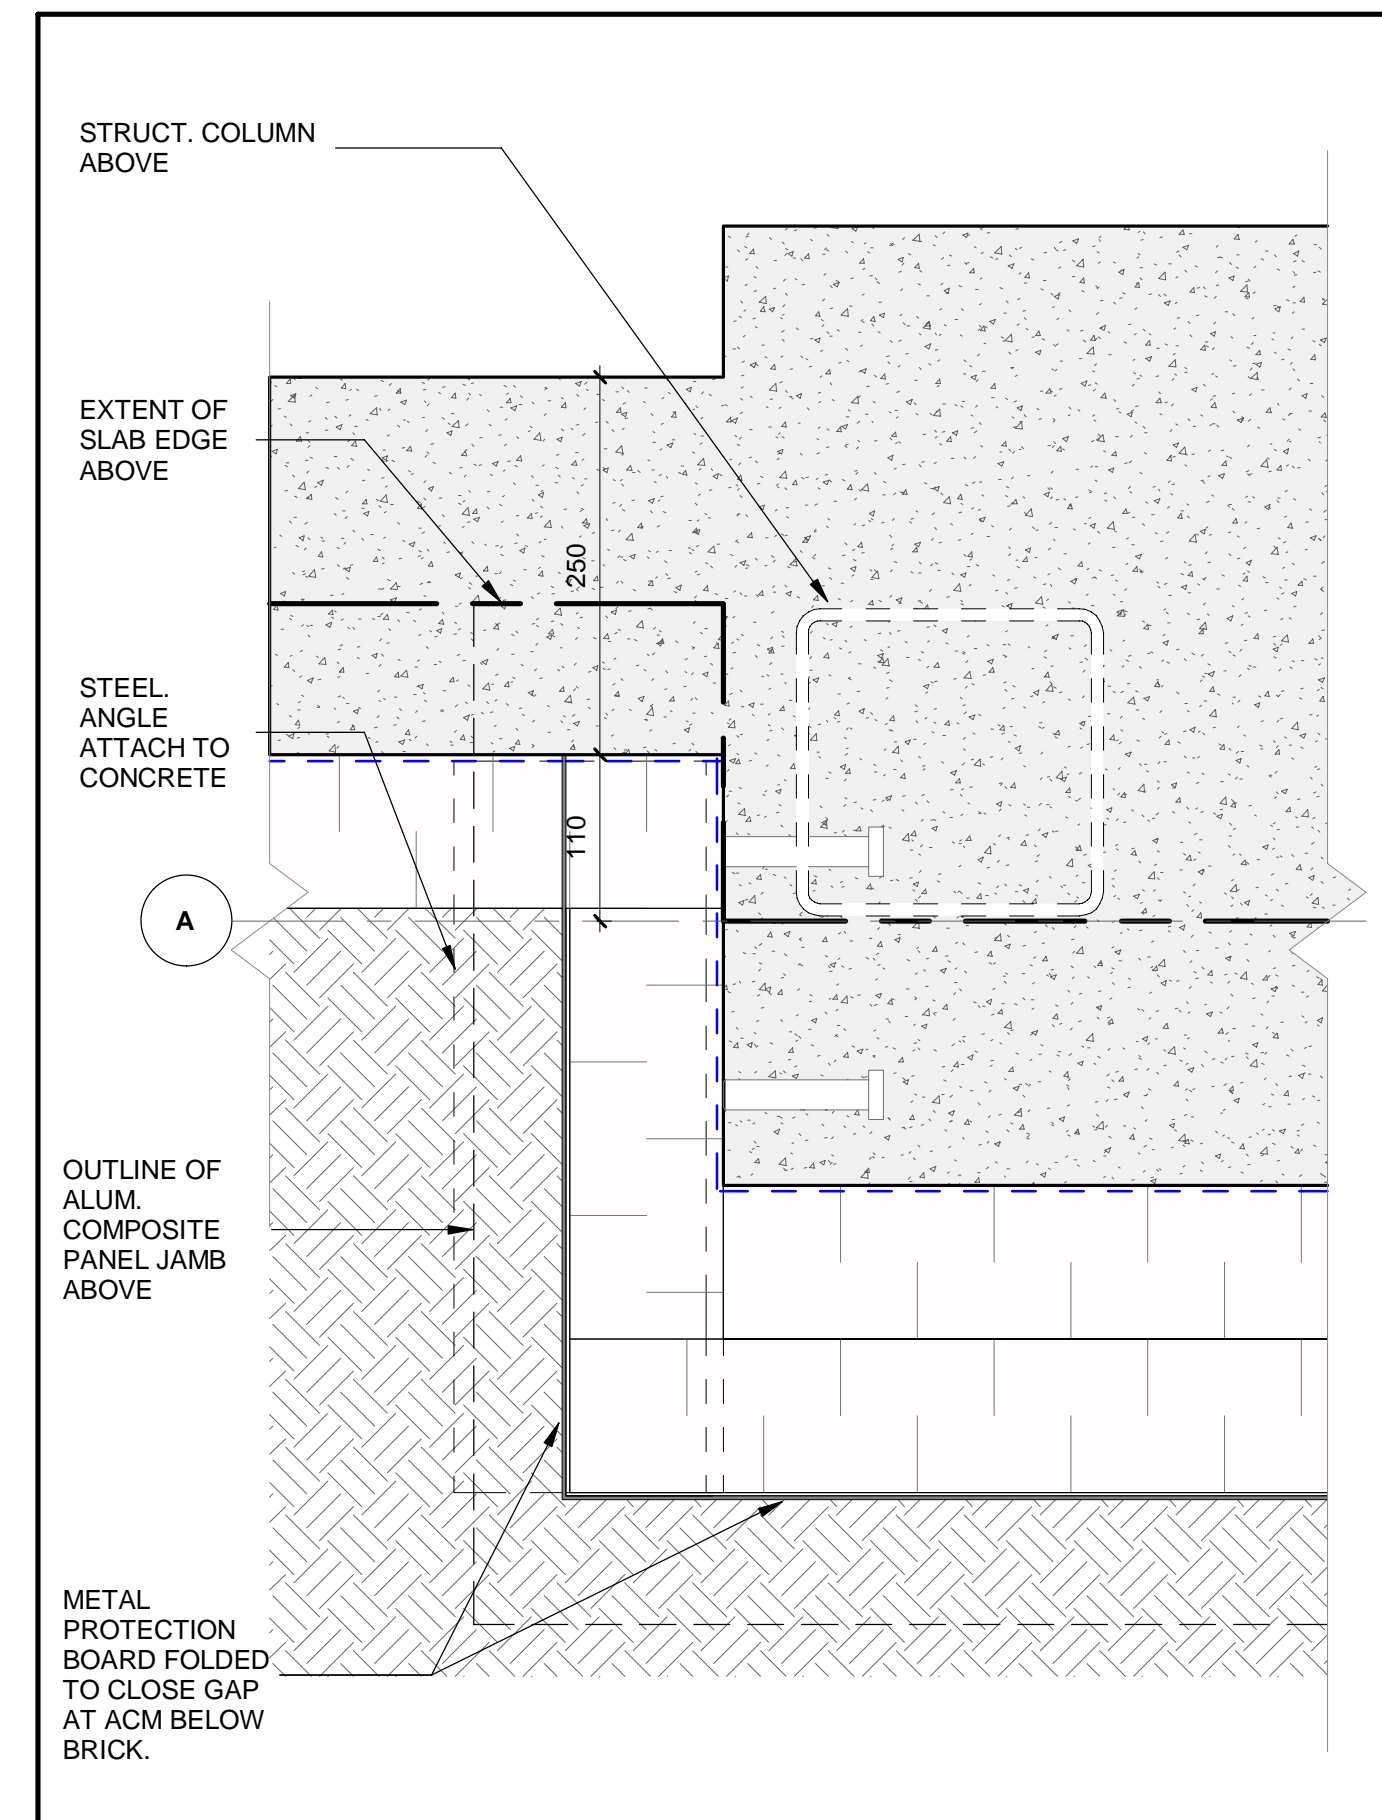 STRUCT. COLUMN
ABOVE
EXTENT OF
SLAB EDGE
ABOVE
250
STEEL.
ANGLE
ATTACH TO
CONCRETE
110
A
OUTLINE OF
ALUM.
COMPOSITE
PANEL JAMB
ABOVE
METAL
PROTECTION
BOARD FOLDED
TO CLOSE GAP
AT ACM BELOW
BRICK.